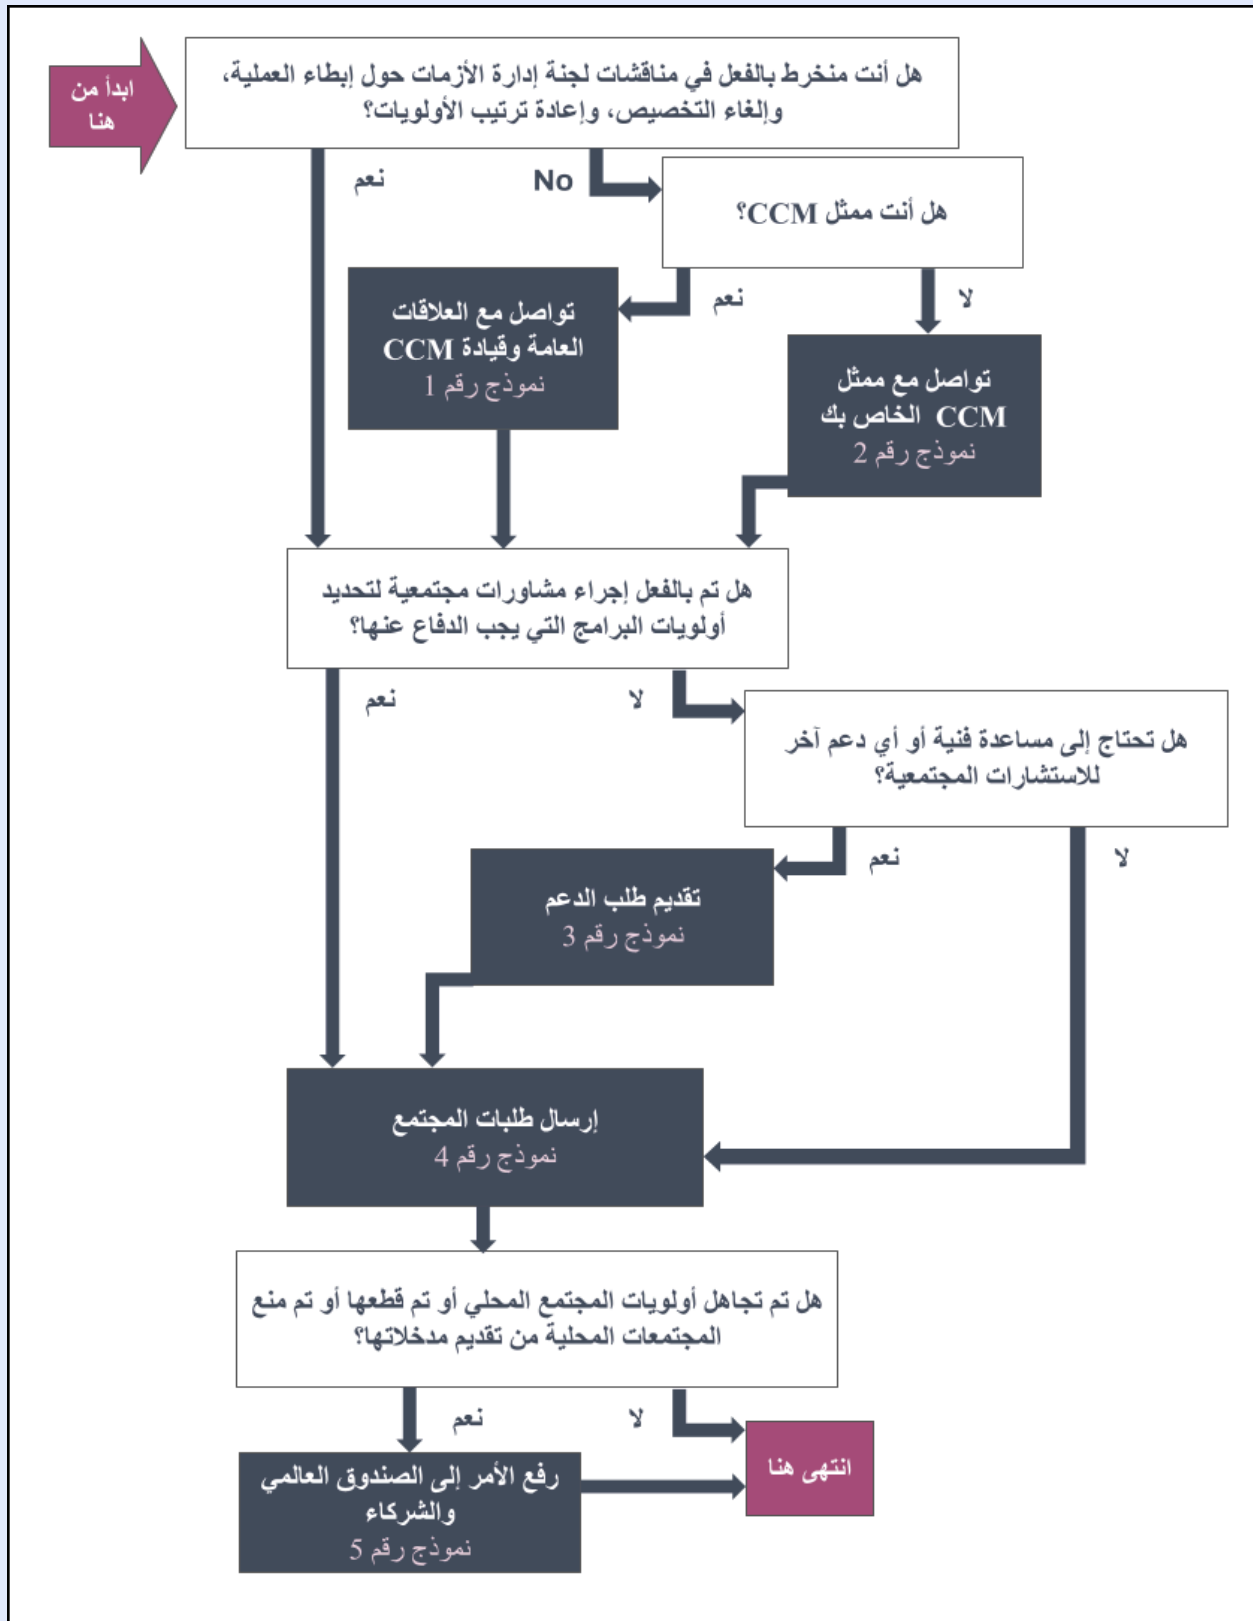 ابدأ من
هنا
هل أنت منخرط بالفعل في مناقشات لجنة إدارة الأزمات حول إبطاء العملية،
وإلغاء التخصيص، وإعادة ترتيب الأولويات؟
نعم
No
هل أنت ممثل CCM؟
نعم
لا
تواصل مع العلاقات
العامة وقيادة CCM
نموذج رقم 1
تواصل مع ممثل
CCM الخاص بك
نموذج رقم 2
هل تم بالفعل إجراء مشاورات مجتمعية لتحديد
أولويات البرامج التي يجب الدفاع عنها؟
نعم
لا
هل تحتاج إلى مساعدة فنية أو أي دعم آخر
للاستشارات المجتمعية؟
نعم
لا
تقديم طلب الدعم
نموذج رقم 3
إرسال طلبات المجتمع
نموذج رقم 4
هل تم تجاهل أولويات المجتمع المحلي أو تم قطعها أو تم منع
المجتمعات المحلية من تقديم مدخلاتها؟
نعم
لا
رفع الأمر إلى الصندوق العالمي
والشركاء
نموذج رقم 5
انتهى هنا